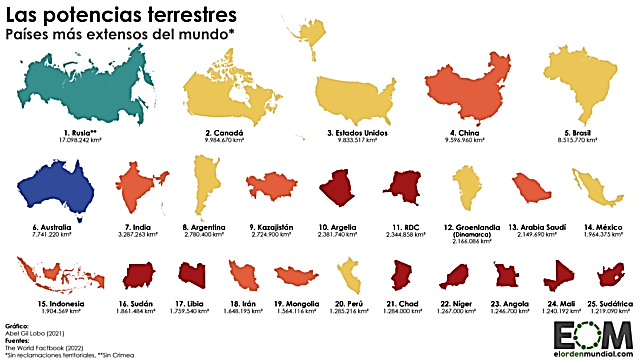 Las potencias terrestres
Países más extensos del mundo*
1. Rusia**
17.098.242 km²
2. Canadá
9.984.670 km²
3. Estados Unidos
9.833.517 km²
4. China
9.596.960 km²
5. Brasil
8.515.770 km²
6. Australia
7.741.220 km²
7. India
3.287.263 km²
8. Argentina
2.780.400 km²
9. Kazajistán
2.724.900 km²
10. Argelia
2.381.740 km²
11. RDC
2.344.858 km²
12. Groenlandia
(Dinamarca)
2.166.086 km²
13. Arabia Saudí
2.149.690 km²
14. México
1.964.375 km²
15. Indonesia
1.904.569 km²
16. Sudán
1.861.484 km²
17. Libia
1.759.540 km²
18. Irán
1.648.195 km²
19. Mongolia
1.564.116 km²
20. Perú
1.285.216 km²
21. Chad
1.284.000 km²
22. Níger
1.267.000 km²
23. Angola
1.246.700 km²
24. Mali
1.240.192 km²
25. Sudáfrica
1.219.090 km²
Gráfico:
Abel Gil Lobo (2021)
Fuentes:
The World Factbook (2022)
*Sin reclamaciones territoriales, **Sin Crimea
EOM
elordenmundial.com